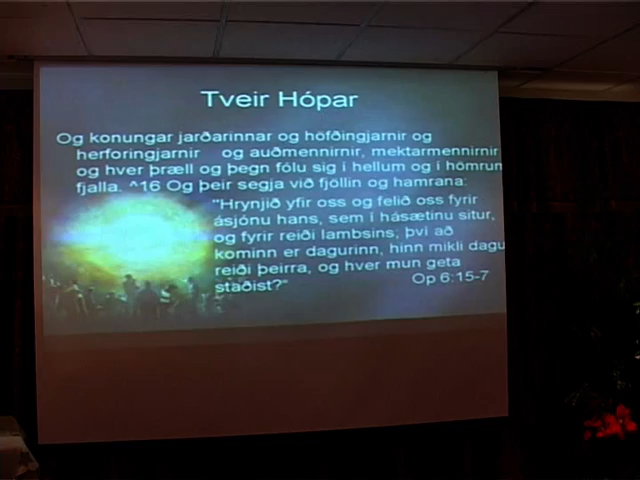 Tveir Hópar
Og konungar jarðarinnar og höfðingjarnir og
herforingjarnir og auðmennirnir, mektarmennirnir
og hver þræll og þegn fólu sig í hellum og í hömrum
fjalla. ^16 Og þeir segja við fjöllin og hamrana:
"Hrynjið yfir oss og felið oss fyrir
ásjónu hans, sem í hásætinu situr,
og fyrir reiði lambsins; því að
kominn er dagurinn, hinn mikli dagu
reiði þeirra, og hver mun geta
staðist?"
Op 6:15-7